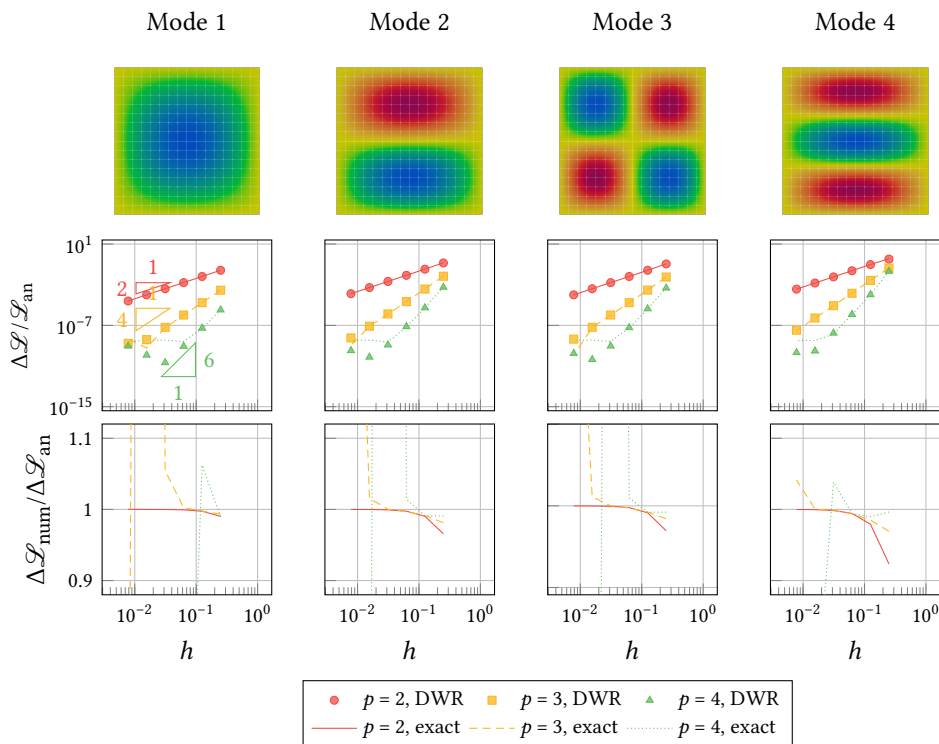 Mode 1 Mode 2 Mode 3 Mode 4
10^1
10^-7
10^-15
Δℒ/ℒ_an
1
2
1
4
6
1
1.1
1
0.9
Δℒ_num/Δℒ_an
10^-2 10^-1 10^0 10^-2 10^-1 10^0 10^-2 10^-1 10^0 10^-2 10^-1 10^0
h h h h
p = 2, DWR p = 3, DWR p = 4, DWR
p = 2, exact p = 3, exact p = 4, exact